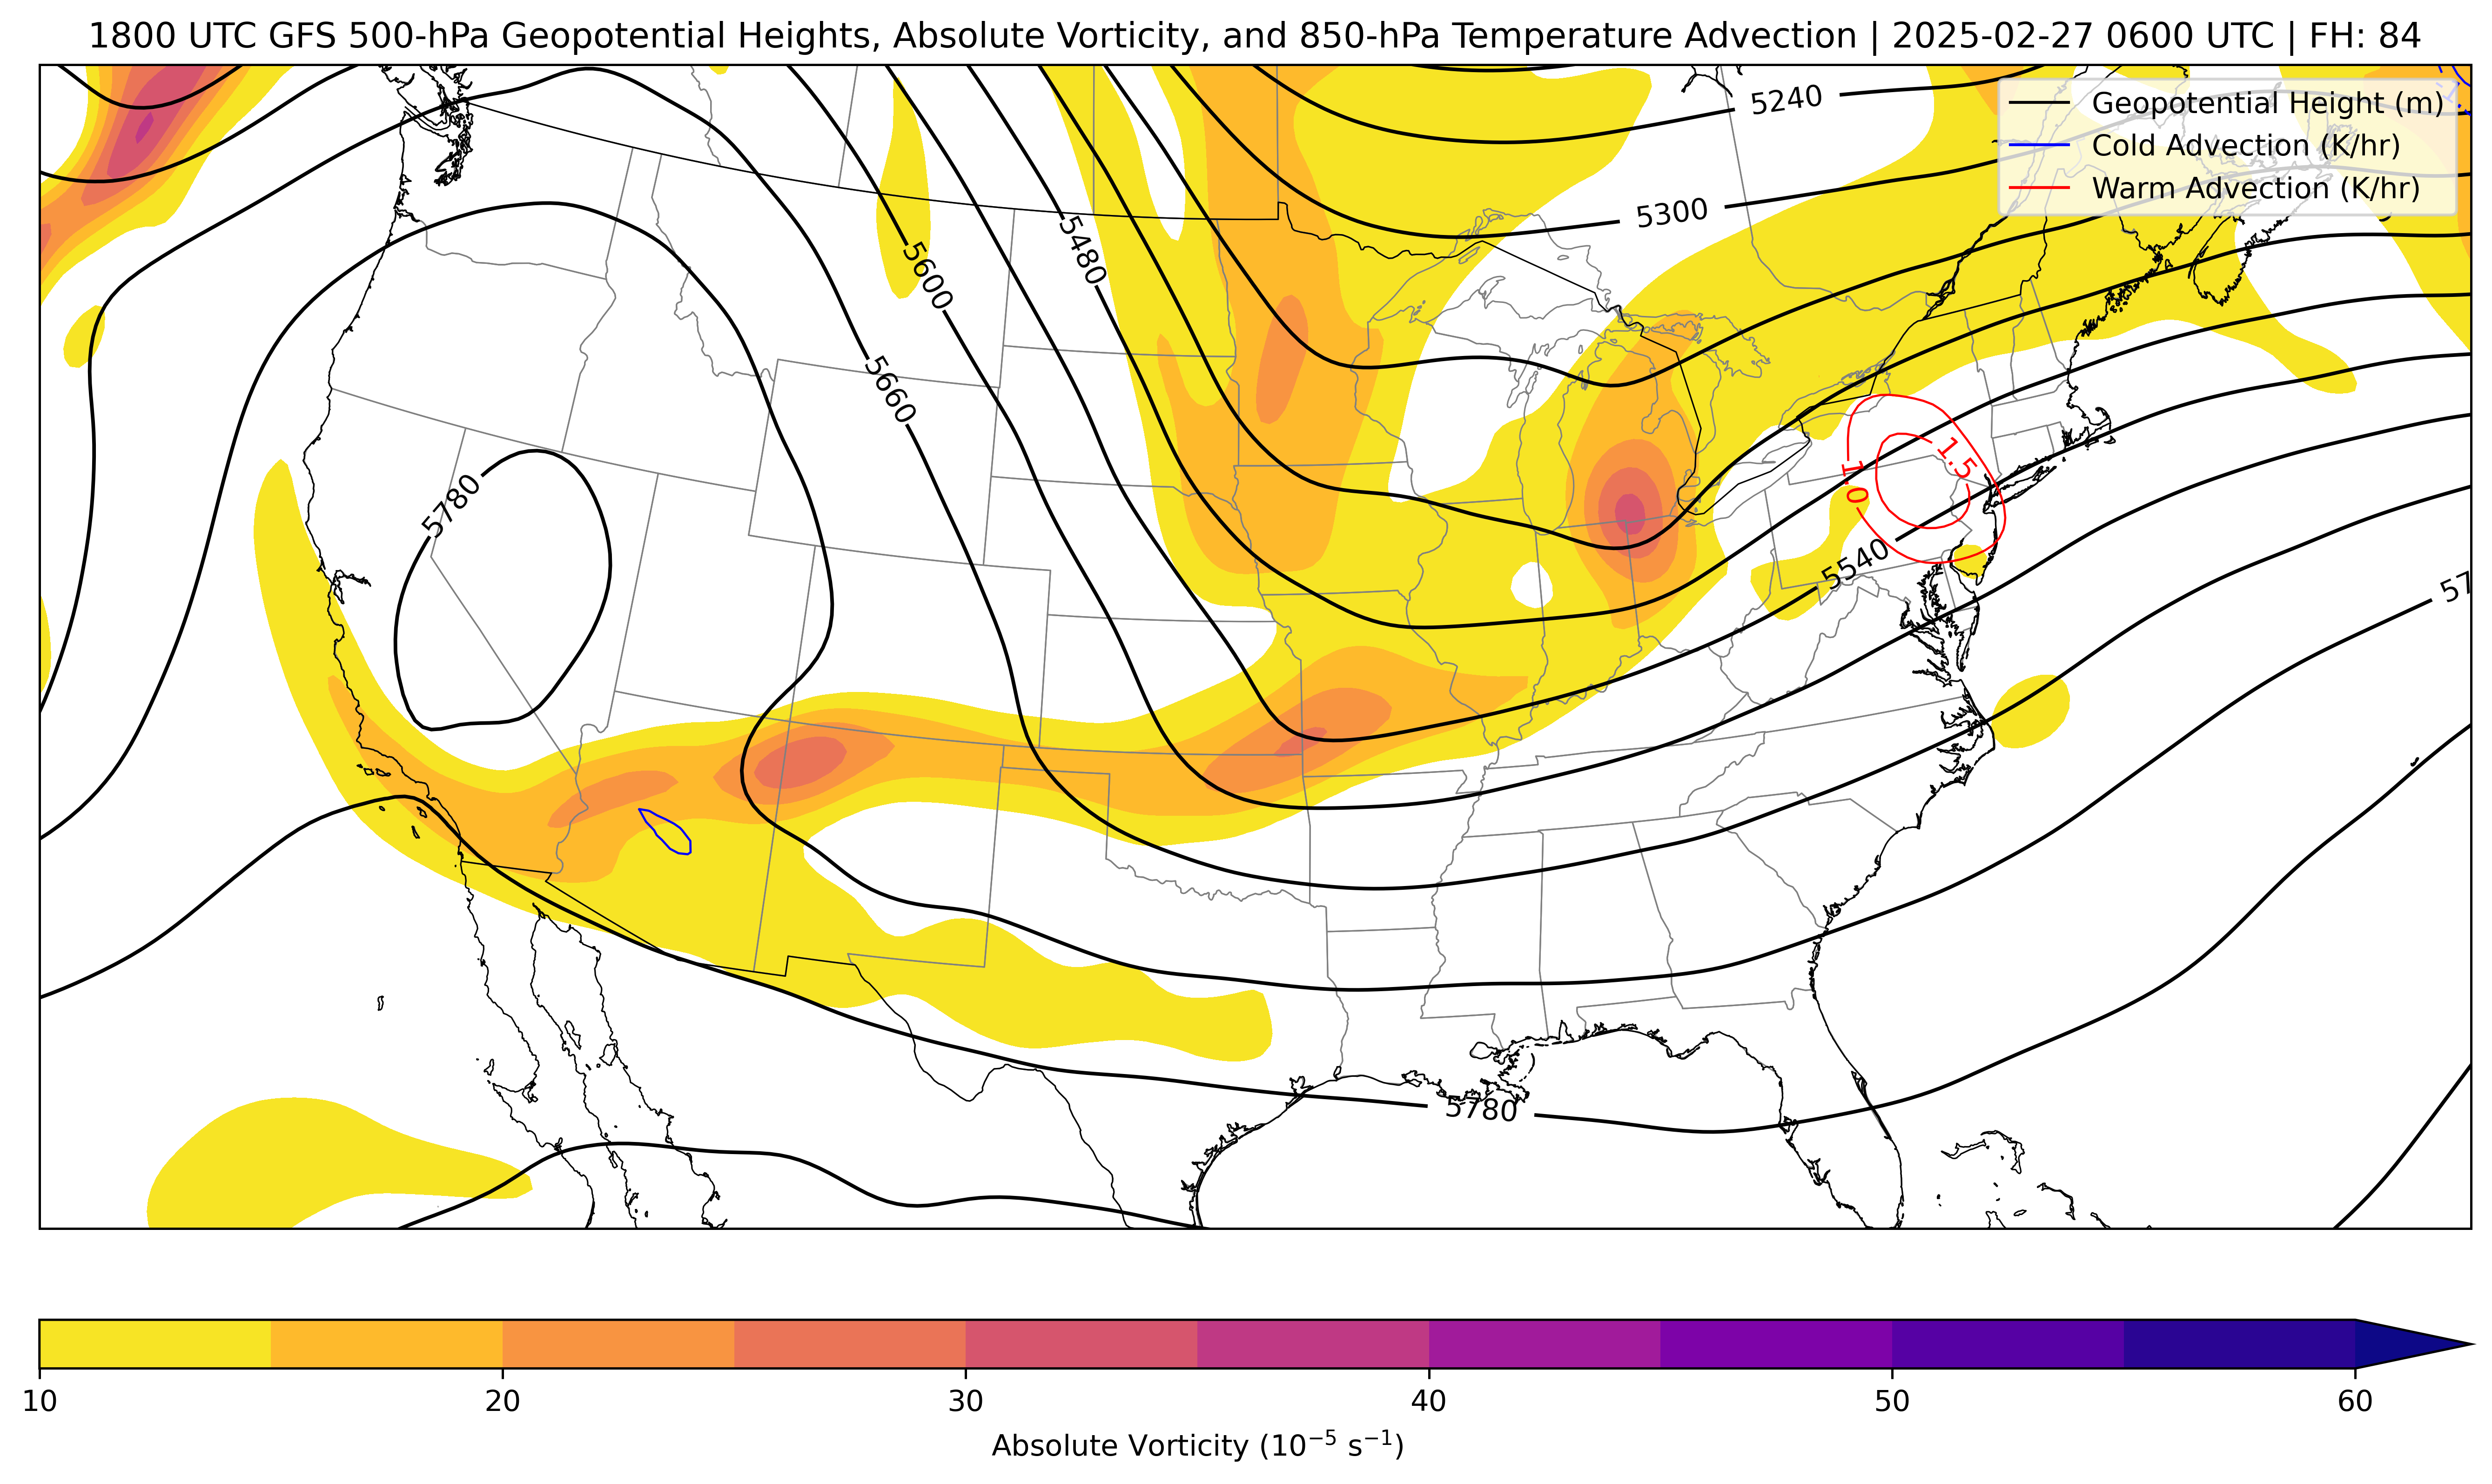 1800 UTC GFS 500-hPa Geopotential Heights, Absolute Vorticity, and 850-hPa Temperature Advection | 2025-02-27 0600 UTC | FH: 84
Geopotential Height (m)
Cold Advection (K/hr)
Warm Advection (K/hr)
5240
5300
5480
5600
5660
5780
1.5
1.0
5540
57
5780
10 20 30 40 50 60
Absolute Vorticity (10⁻⁵ s⁻¹)